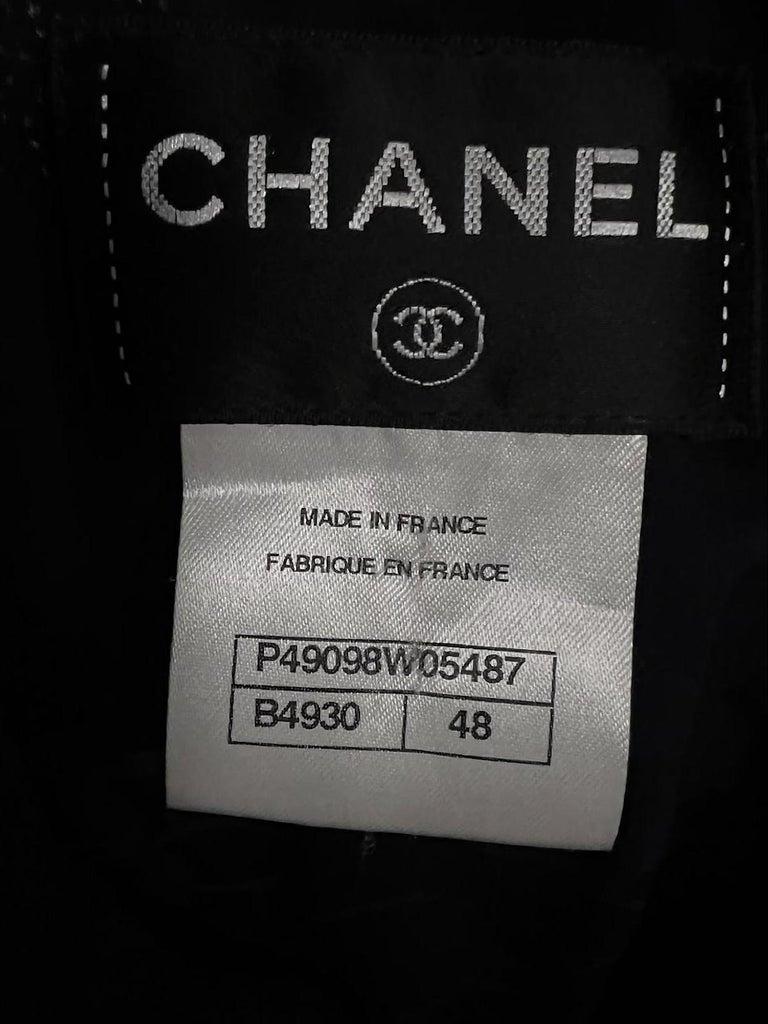 CHANEL
MADE IN FRANCE
FABRIQUE EN FRANCE
P49098W05487
B4930 48